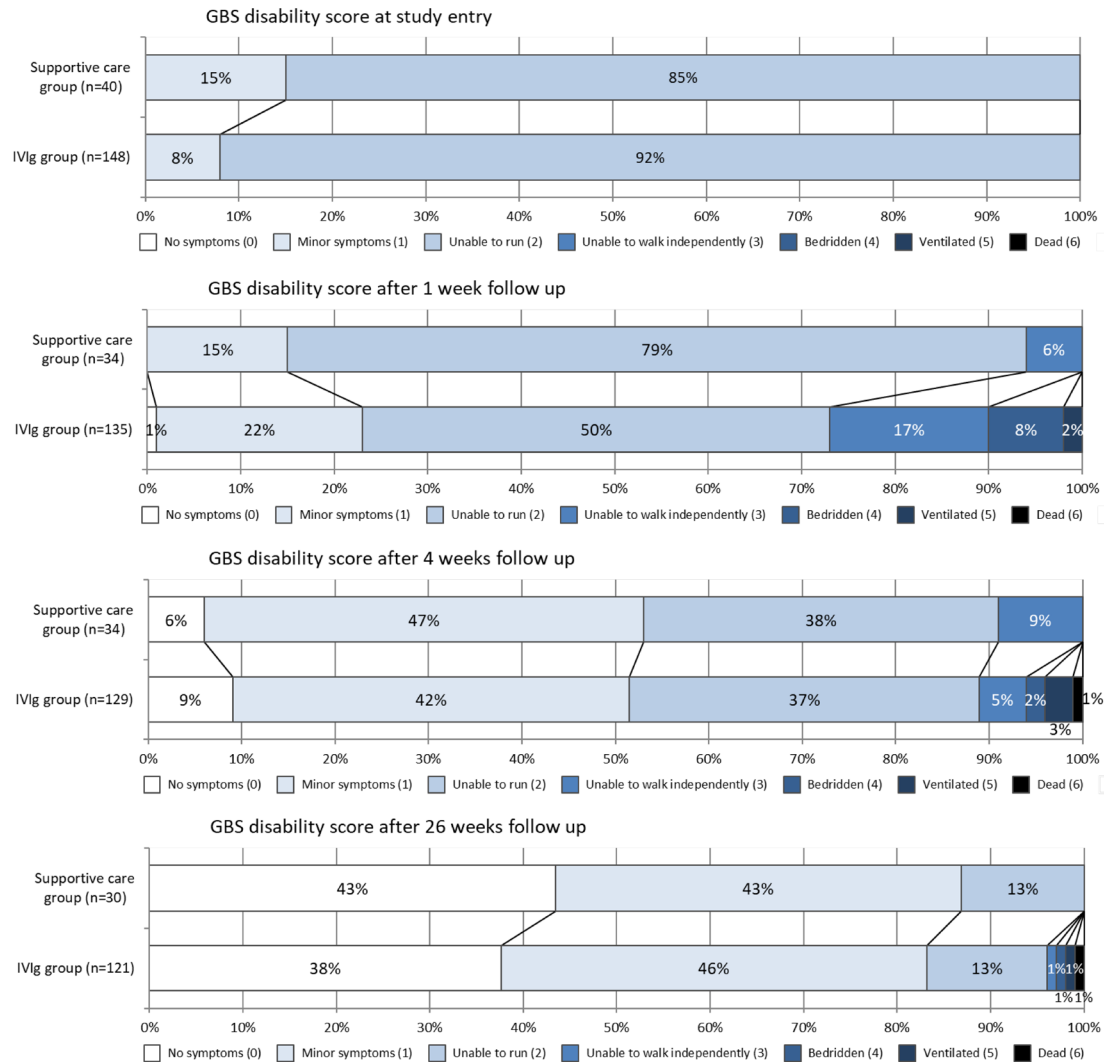 GBS disability score at study entry
Supportive care
group (n=40)
15%
85%
IVIg group (n=148)
8%
92%
0% 10% 20% 30% 40% 50% 60% 70% 80% 90% 100%
No symptoms (0) Minor symptoms (1) Unable to run (2) Unable to walk independently (3) Bedridden (4) Ventilated (5) Dead (6)
GBS disability score after 1 week follow up
Supportive care
group (n=34)
15%
79%
6%
IVIg group (n=135)
1%
22%
50%
17%
8%
2%
0% 10% 20% 30% 40% 50% 60% 70% 80% 90% 100%
No symptoms (0) Minor symptoms (1) Unable to run (2) Unable to walk independently (3) Bedridden (4) Ventilated (5) Dead (6)
GBS disability score after 4 weeks follow up
Supportive care
group (n=34)
6%
47%
38%
9%
IVIg group (n=129)
9%
42%
37%
5%
2%
3%
1%
0% 10% 20% 30% 40% 50% 60% 70% 80% 90% 100%
No symptoms (0) Minor symptoms (1) Unable to run (2) Unable to walk independently (3) Bedridden (4) Ventilated (5) Dead (6)
GBS disability score after 26 weeks follow up
Supportive care
group (n=30)
43%
43%
13%
IVIg group (n=121)
38%
46%
13%
1%
1%
1%
1%
0% 10% 20% 30% 40% 50% 60% 70% 80% 90% 100%
No symptoms (0) Minor symptoms (1) Unable to run (2) Unable to walk independently (3) Bedridden (4) Ventilated (5) Dead (6)